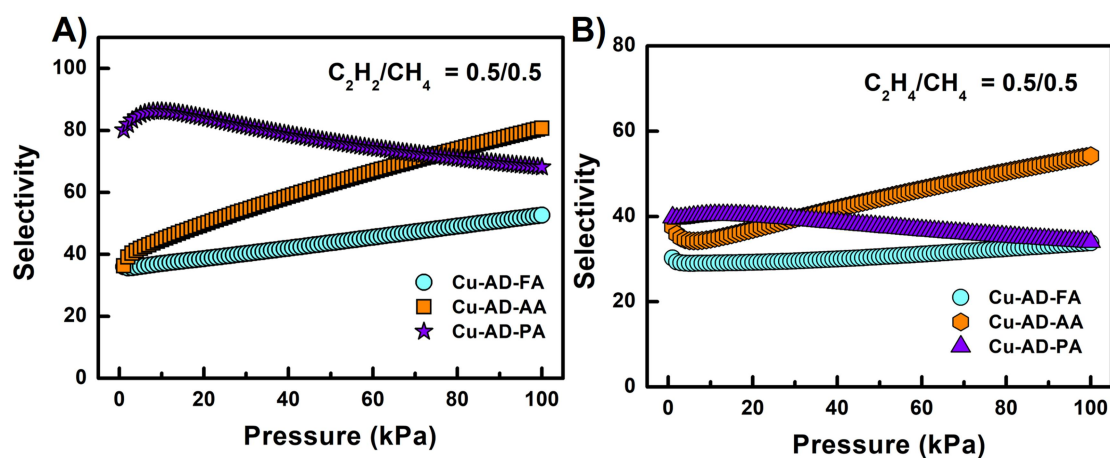 A)
C₂H₂/CH₄ = 0.5/0.5
Selectivity
100
80
60
40
20
0
Cu-AD-FA
Cu-AD-AA
Cu-AD-PA
0 20 40 60 80 100
Pressure (kPa)
B)
C₂H₄/CH₄ = 0.5/0.5
Selectivity
80
60
40
20
0
Cu-AD-FA
Cu-AD-AA
Cu-AD-PA
0 20 40 60 80 100
Pressure (kPa)